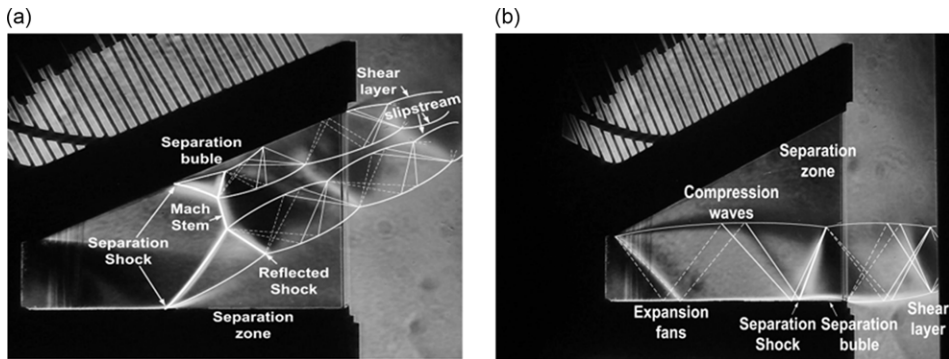 (a)
(b)
Shear
layer
slipstream
Separation
buble
Mach
Stem
Separation
Shock
Reflected
Shock
Separation
zone
Separation
zone
Compression
waves
Expansion
fans
Separation
Shock
Separation
buble
Shear
layer